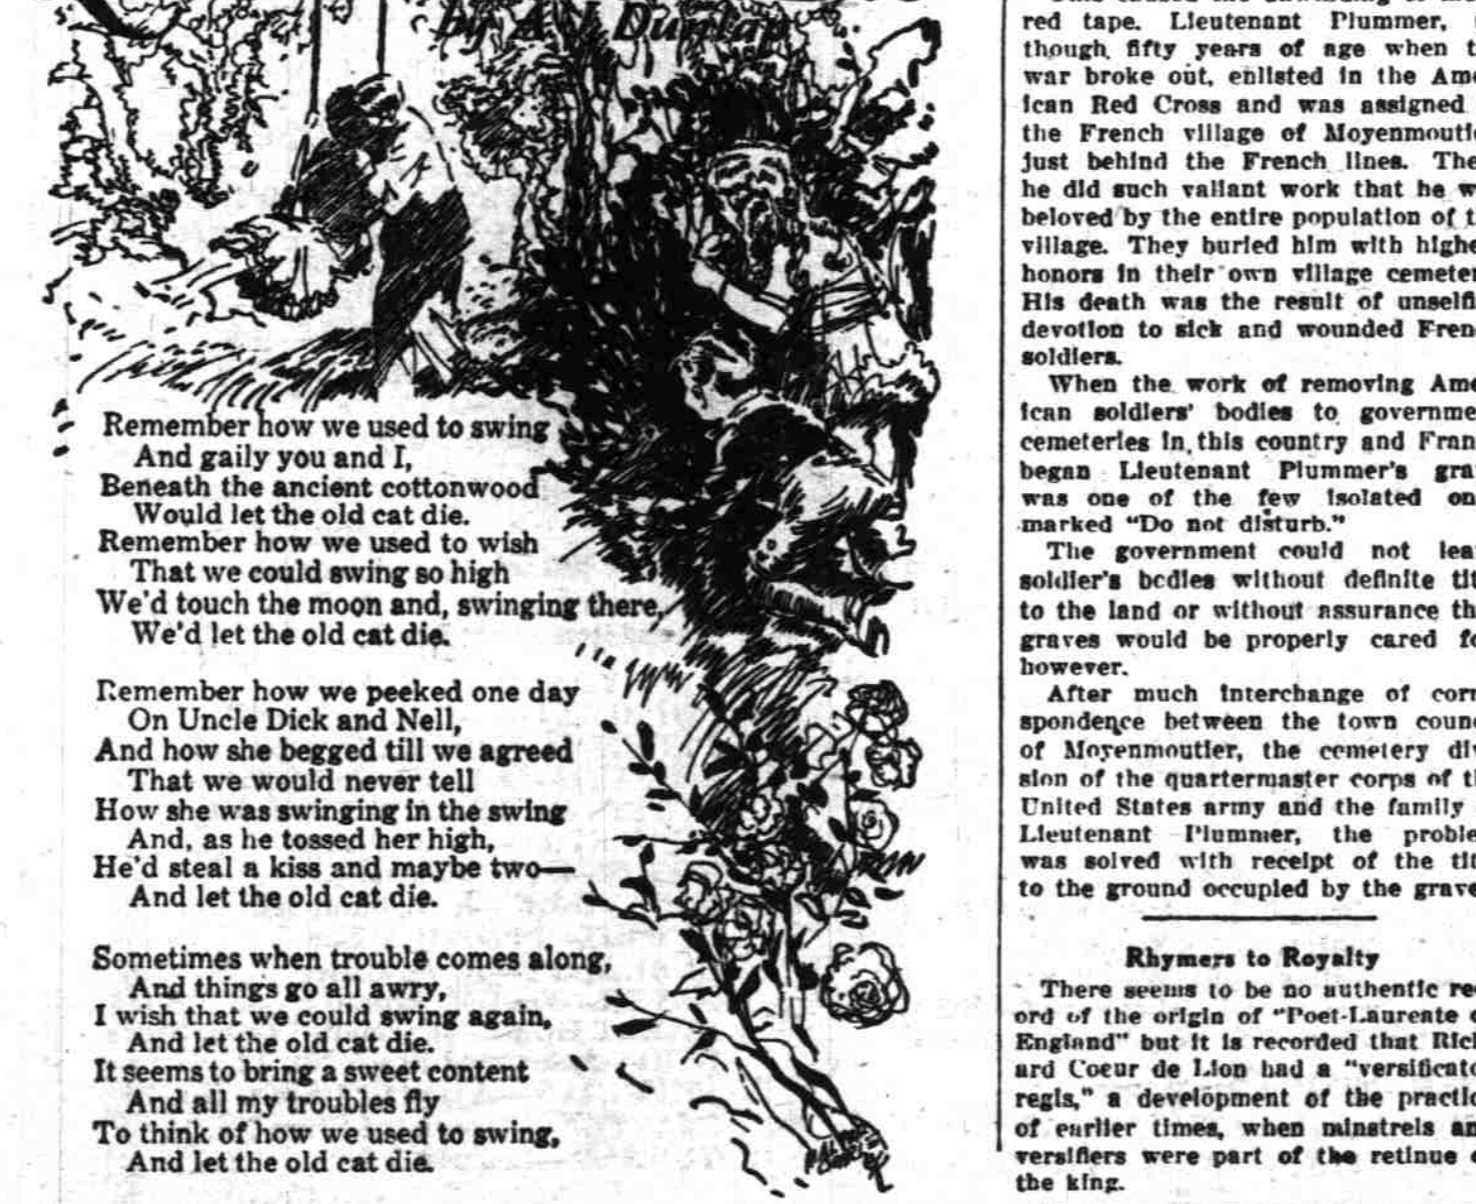 by A N Dunlap
Remember how we used to swing
And gaily you and I,
Beneath the ancient cottonwood
Would let the old cat die.
Remember how we used to wish
That we could swing so high
We'd touch the moon and, swinging there,
We'd let the old cat die.
Remember how we peeked one day
On Uncle Dick and Nell,
And how she begged till we agreed
That we would never tell
How she was swinging in the swing
And, as he tossed her high,
He'd steal a kiss and maybe two—
And let the old cat die.
Sometimes when trouble comes along,
And things go all awry,
I wish that we could swing again,
And let the old cat die.
It seems to bring a sweet content
And all my troubles fly
To think of how we used to swing,
And let the old cat die.
red tape. Lieutenant Plummer,
though fifty years of age when
war broke out, enlisted in the
ican Red Cross and was assigned
the French village of
just behind the French lines.
he did such valiant work that he
beloved by the entire population of
village. They buried him with
honors in their own village
His death was the result of
devotion to sick and wounded
soldiers.
When the work of removing
ican soldiers' bodies to
cemeteries in this country and
began Lieutenant Plummer's
was one of the few isolated
marked "Do not disturb."
The government could not
soldier's bodies without definite
to the land or without assurance
graves would be properly cared
however.
After much interchange of
spondence between the town
of Moyenmoutier, the cemetery
sion of the quartermaster corps of
United States army and the family
Lieutenant Plummer, the
was solved with receipt of the
to the ground occupied by the
Rhymers to Royalty
There seems to be no authentic
ord of the origin of "Poet-Laureate
England" but it is recorded that
ard Coeur de Lion had a
regis," a development of the
of earlier times, when minstrels
versifiers were part of the retinue
the king.